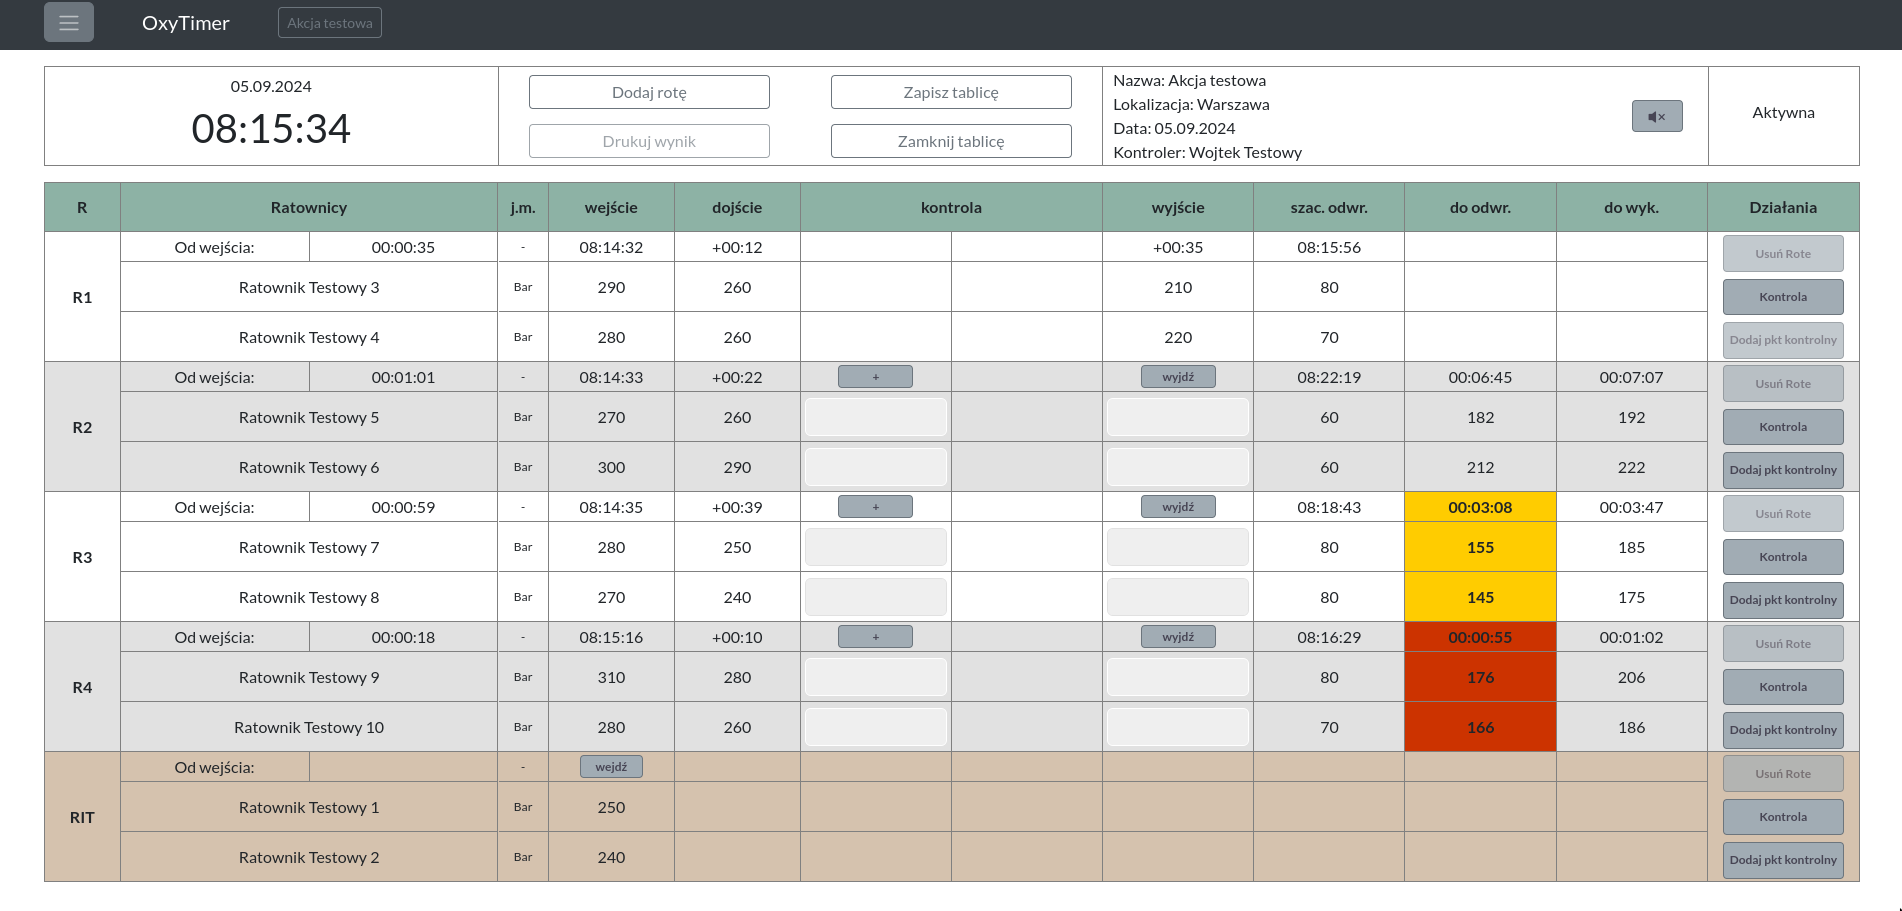 OxyTimer Akcja testowa
05.09.2024
08:15:34
Dodaj rotę Zapisz tablicę
Drukuj wynik Zamknij tablicę
Nazwa: Akcja testowa
Lokalizacja: Warszawa
Data: 05.09.2024
Kontroler: Wojtek Testowy
Aktywna
R Ratownicy j.m. wejście dojście kontrola wyjście szac. odwr. do odwr. do wyk. Działania
R1
Od wejścia: 00:00:35 - 08:14:32 +00:12 +00:35 08:15:56
Ratownik Testowy 3 Bar 290 260 210 80
Ratownik Testowy 4 Bar 280 260 220 70
Usuń Rote
Kontrola
Dodaj pkt kontrolny
R2
Od wejścia: 00:01:01 - 08:14:33 +00:22 + wyjdź 08:22:19 00:06:45 00:07:07
Ratownik Testowy 5 Bar 270 260 60 182 192
Ratownik Testowy 6 Bar 300 290 60 212 222
Usuń Rote
Kontrola
Dodaj pkt kontrolny
R3
Od wejścia: 00:00:59 - 08:14:35 +00:39 + wyjdź 08:18:43 00:03:08 00:03:47
Ratownik Testowy 7 Bar 280 250 80 155 185
Ratownik Testowy 8 Bar 270 240 80 145 175
Usuń Rote
Kontrola
Dodaj pkt kontrolny
R4
Od wejścia: 00:00:18 - 08:15:16 +00:10 + wyjdź 08:16:29 00:00:55 00:01:02
Ratownik Testowy 9 Bar 310 280 80 176 206
Ratownik Testowy 10 Bar 280 260 70 166 186
Usuń Rote
Kontrola
Dodaj pkt kontrolny
RIT
Od wejścia: - wejdź
Ratownik Testowy 1 Bar 250
Ratownik Testowy 2 Bar 240
Usuń Rote
Kontrola
Dodaj pkt kontrolny